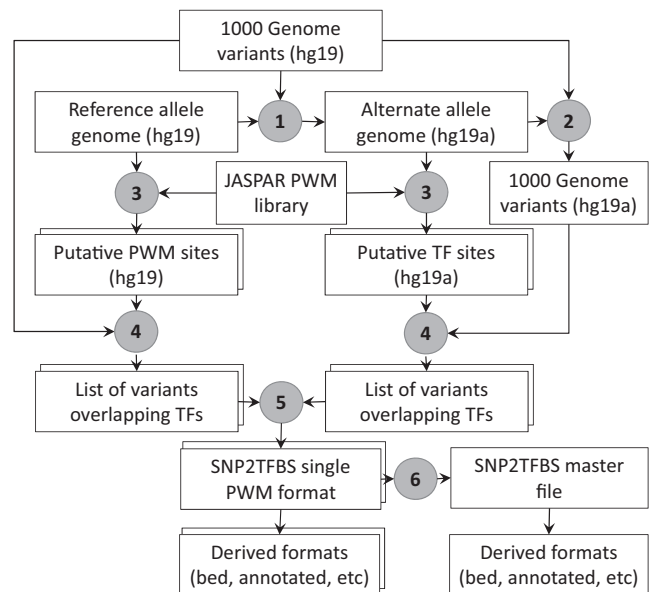 1000 Genome
variants (hg19)
Reference allele
genome (hg19)
1
Alternate allele
genome (hg19a)
2
3
JASPAR PWM
library
3
1000 Genome
variants (hg19a)
Putative PWM sites
(hg19)
Putative TF sites
(hg19a)
4
4
List of variants
overlapping TFs
5
List of variants
overlapping TFs
SNP2TFBS single
PWM format
6
SNP2TFBS master
file
Derived formats
(bed, annotated, etc)
Derived formats
(bed, annotated, etc)